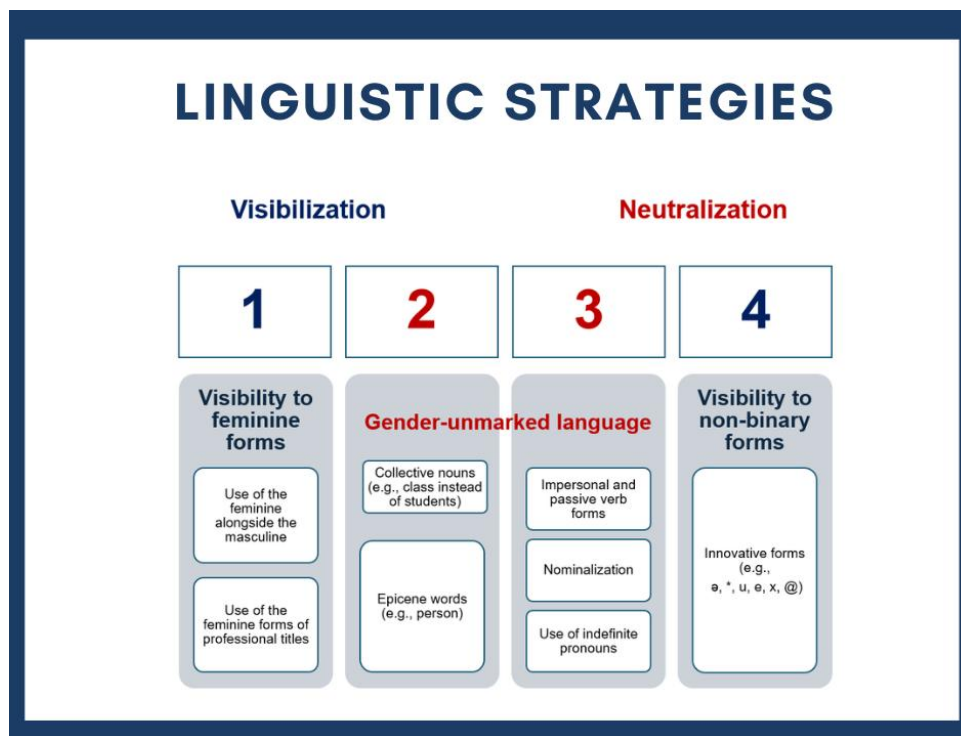 LINGUISTIC STRATEGIES
Visibilization
Neutralization
1
2
3
4
Visibility to
feminine
forms
Use of the
feminine
alongside the
masculine
Use of the
feminine forms of
professional titles
Gender-unmarked language
Collective nouns
(e.g., class instead
of students)
Epicene words
(e.g., person)
Impersonal and
passive verb
forms
Nominalization
Use of indefinite
pronouns
Visibility to
non-binary
forms
Innovative forms
(e.g.,
ə, *, u, e, x, @)